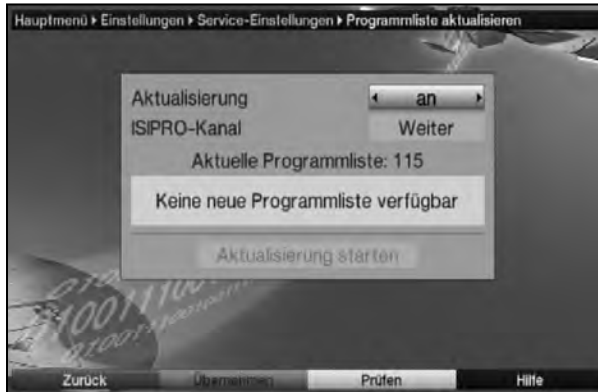 Hauptmenü ▸ Einstellungen ▸ Service-Einstellungen ▸ Programmliste aktualisieren
Aktualisierung ◂ an ▸
ISIPRO-Kanal Weiter
Aktuelle Programmliste: 115
Keine neue Programmliste verfügbar
Aktualisierung starten
Zurück Übernehmen Prüfen Hilfe